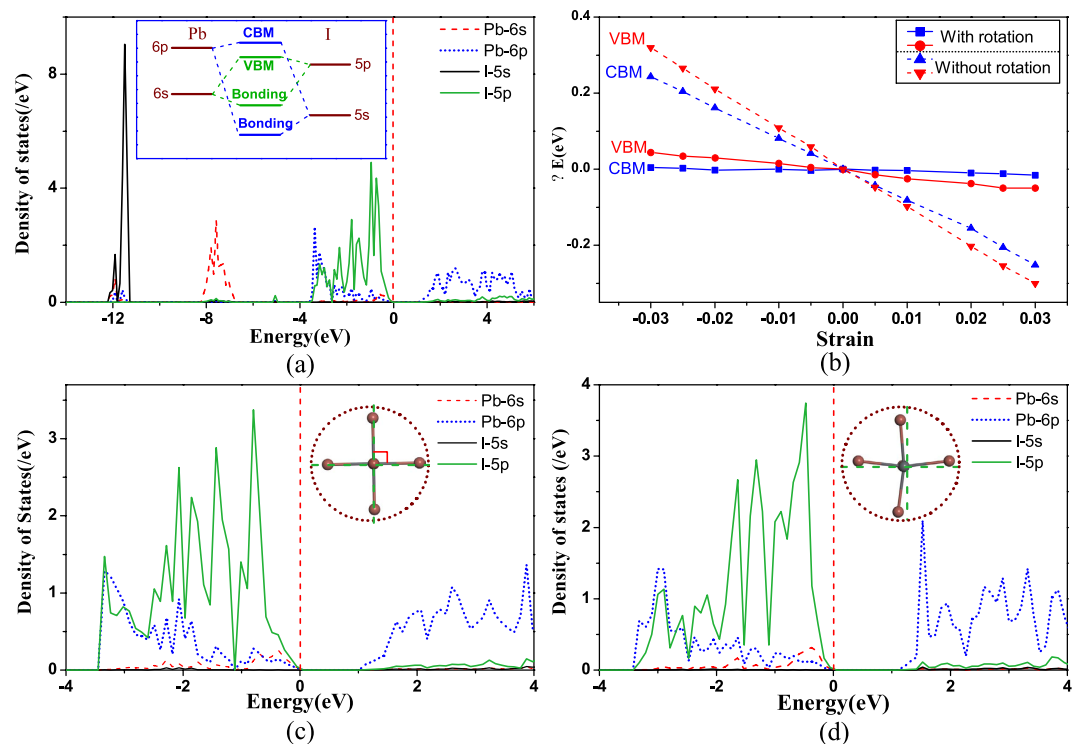 Density of states(/eV)
8
4
0
-12
-8
-4
0
4
Energy(eV)
(a)
Pb
I
6p
CBM
VBM
5p
6s
Bonding
5s
Bonding
Pb-6s
Pb-6p
I-5s
I-5p
? E(eV)
0.4
0.2
0.0
-0.2
VBM
CBM
VBM
CBM
With rotation
Without rotation
-0.03
-0.02
-0.01
0.00
0.01
0.02
0.03
Strain
(b)
Density of States(/eV)
3
2
1
0
-4
-2
0
2
4
Energy(eV)
(c)
Pb-6s
Pb-6p
I-5s
I-5p
Density of states (/eV)
4
3
2
1
0
-4
-2
0
2
4
Energy(eV)
(d)
Pb-6s
Pb-6p
I-5s
I-5p